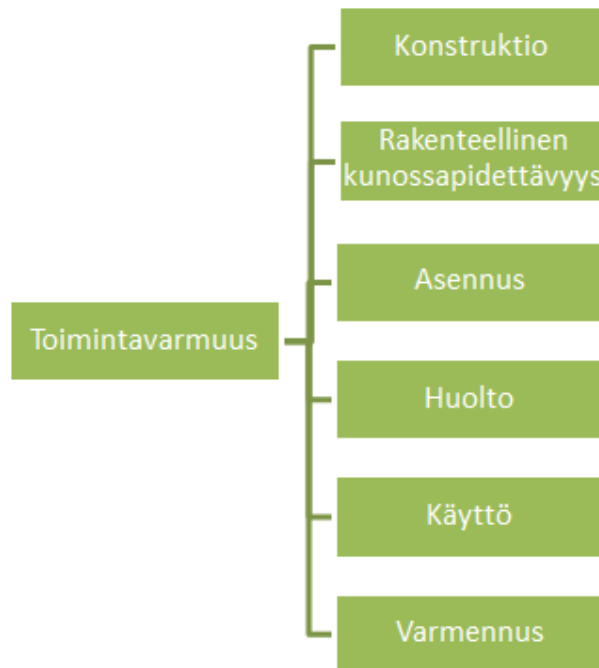 Konstruktio
Rakenteellinen
kunossapidettävyys
Asennus
Toimintavarmuus
Huolto
Käyttö
Varmennus